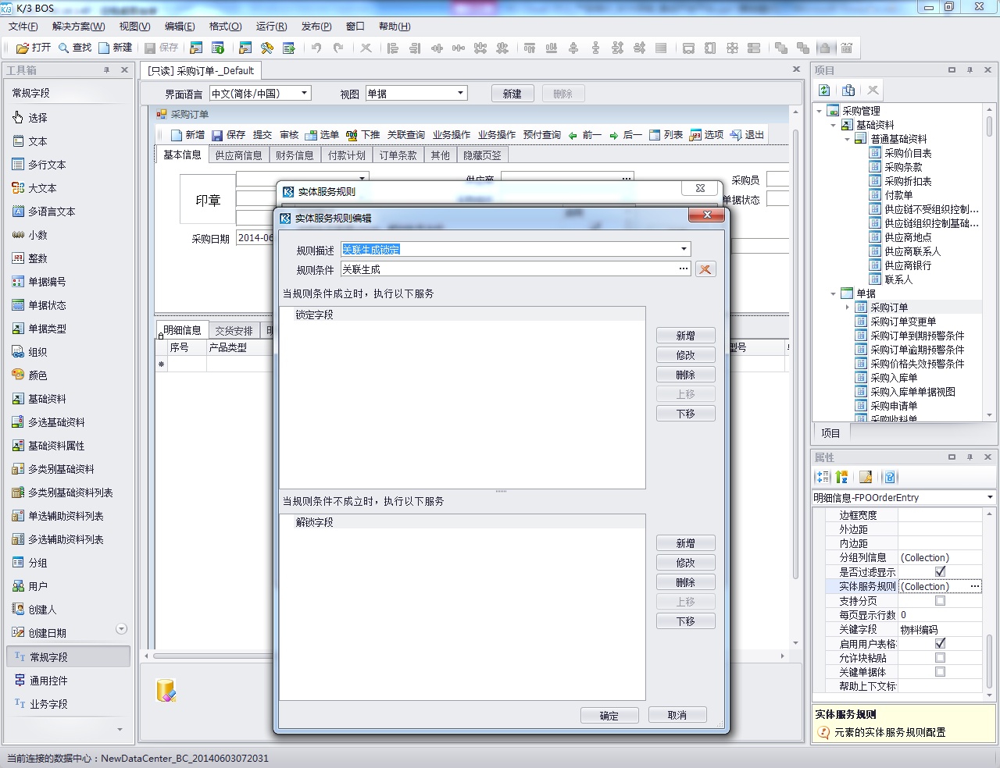 K/3 BOS
文件(F) 解决方案(W) 视图(V) 编辑(E) 格式(O) 运行(R) 发布(P) 窗口 帮助(H)
打开 查找 新建 保存
工具箱
常规字段
选择
文本
多行文本
大文本
多语言文本
小数
整数
单据编号
单据状态
单据类型
组织
颜色
基础资料
多选基础资料
基础资料属性
多类别基础资料
多类别基础资料列表
单选辅助资料列表
多选辅助资料列表
分组
用户
创建人
创建日期
常规字段
通用控件
业务字段
[只读] 采购订单-_Default
界面语言 中文(简体/中国) 视图 单据 新建 删除
采购订单
新增 保存 提交 审核 选单 下推 关联查询 业务操作 业务操作 预付查询 前一 后一 列表 选项 退出
基本信息 供应商信息 财务信息 付款计划 订单条款 其他 隐藏页签
印章
供应商
采购员
单据状态
采购日期 2014-06
明细信息 交货安排
序号 产品类型
型号
实体服务规则
实体服务规则编辑
规则描述 关联生成锁定
规则条件 关联生成
当规则条件成立时，执行以下服务
锁定字段
新增
修改
删除
上移
下移
当规则条件不成立时，执行以下服务
解锁字段
新增
修改
删除
上移
下移
确定 取消
项目
采购管理
基础资料
普通基础资料
采购价目表
采购条款
采购折扣表
付款单
供应链不受组织控制...
供应链组织控制基础...
供应商地点
供应商联系人
供应商银行
联系人
单据
采购订单
采购订单变更单
采购订单到期预警条件
采购订单逾期预警条件
采购价格失效预警条件
采购入库单
采购入库单单据视图
采购申请单
采购收料单
项目
属性
明细信息-FPOOrderEntry
边框宽度
外边距
内边距
分组列信息 (Collection)
是否过滤显示
实体服务规则 (Collection) ...
支持分页
每页显示行数 0
关键字段 物料编码
启用用户表格
允许块粘贴
关键单据体
帮助上下文标
实体服务规则
元素的实体服务规则配置
当前连接的数据中心：NewDataCenter_BC_20140603072031